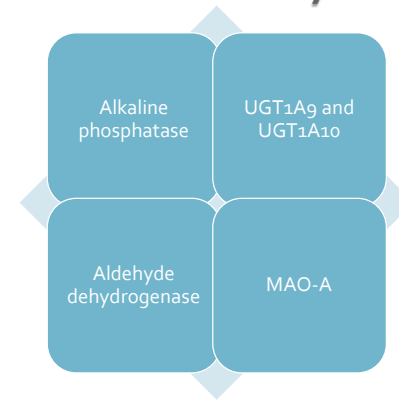 Alkaline
phosphatase
UGT1A9 and
UGT1A10
Aldehyde
dehydrogenase
MAO-A